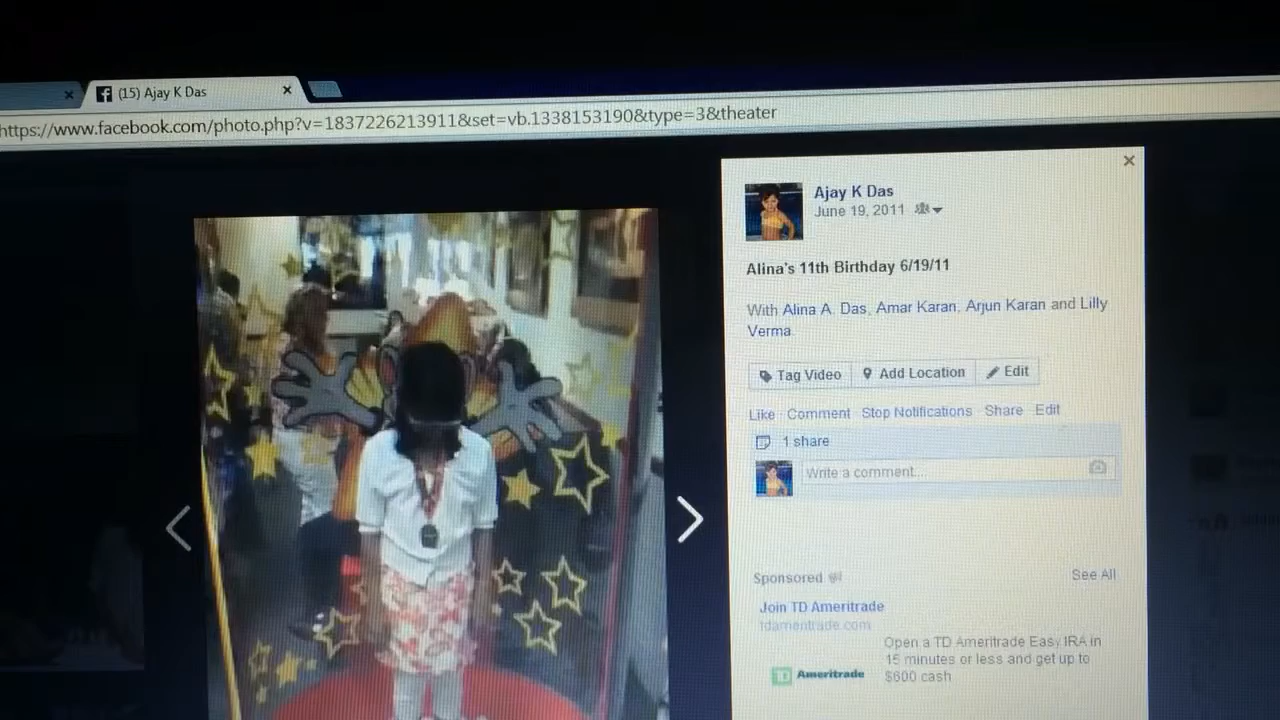 (15) Ajay K Das
https://www.facebook.com/photo.php?v=1837226213911&set=vb.1338153190&type=3&theater
Ajay K Das
June 19, 2011
Alina's 11th Birthday 6/19/11
With Alina A. Das, Amar Karan, Arjun Karan and Lilly
Verma.
Tag Video Add Location Edit
Like · Comment · Stop Notifications · Share · Edit
1 share
Write a comment...
Sponsored
See All
Join TD Ameritrade
tdameritrade.com
Open a TD Ameritrade Easy IRA in
15 minutes or less and get up to
$600 cash
TD Ameritrade